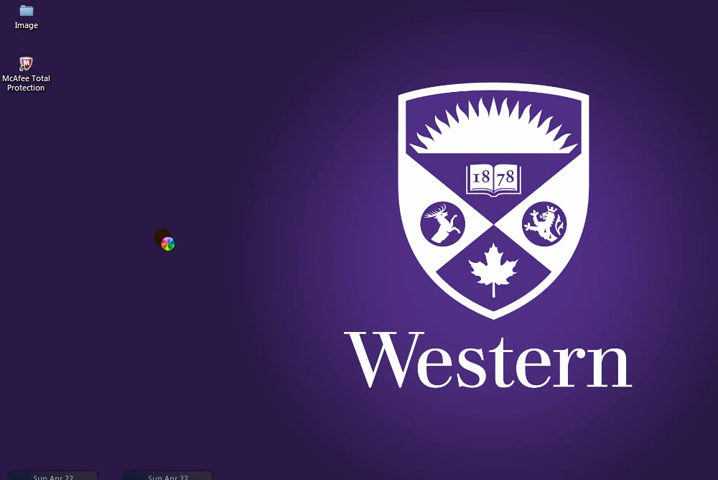 Image
McAfee Total
Protection
1878
Western
Sun Apr 22
Sun Apr 22